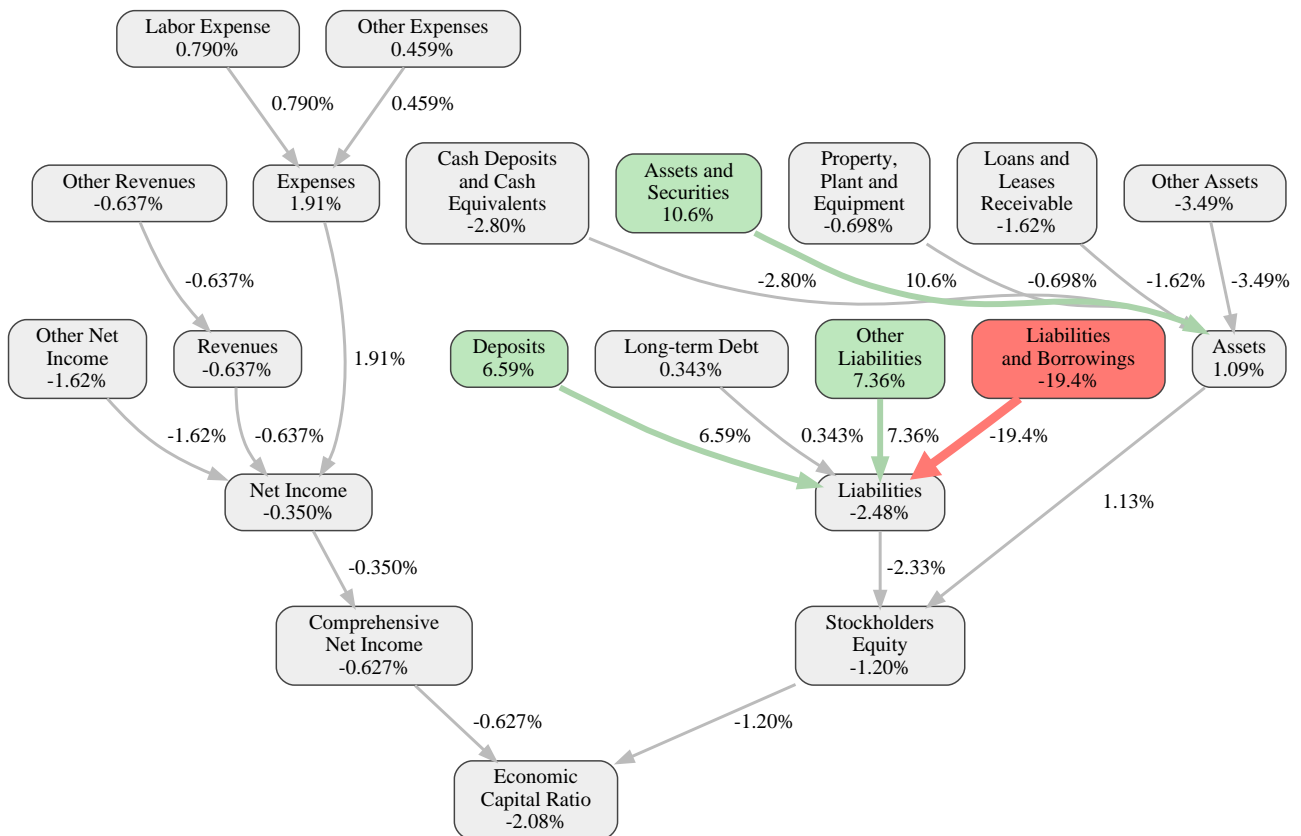 Labor Expense
0.790%
Other Expenses
0.459%
0.790%
0.459%
Other Revenues
-0.637%
Expenses
1.91%
Cash Deposits
and Cash
Equivalents
-2.80%
Assets and
Securities
10.6%
Property,
Plant and
Equipment
-0.698%
Loans and
Leases
Receivable
-1.62%
Other Assets
-3.49%
-0.637%
-2.80%
10.6%
-0.698%
-1.62%
-3.49%
Other Net
Income
-1.62%
Revenues
-0.637%
1.91%
Deposits
6.59%
Long-term Debt
0.343%
Other
Liabilities
7.36%
Liabilities
and Borrowings
-19.4%
Assets
1.09%
-1.62%
-0.637%
6.59%
0.343%
7.36%
-19.4%
Net Income
-0.350%
Liabilities
-2.48%
1.13%
-0.350%
-2.33%
Comprehensive
Net Income
-0.627%
Stockholders
Equity
-1.20%
-0.627%
-1.20%
Economic
Capital Ratio
-2.08%